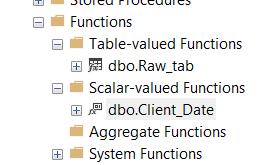 Stored Procedures
Functions
Table-valued Functions
dbo.Raw_tab
Scalar-valued Functions
dbo.Client_Date
Aggregate Functions
System Functions